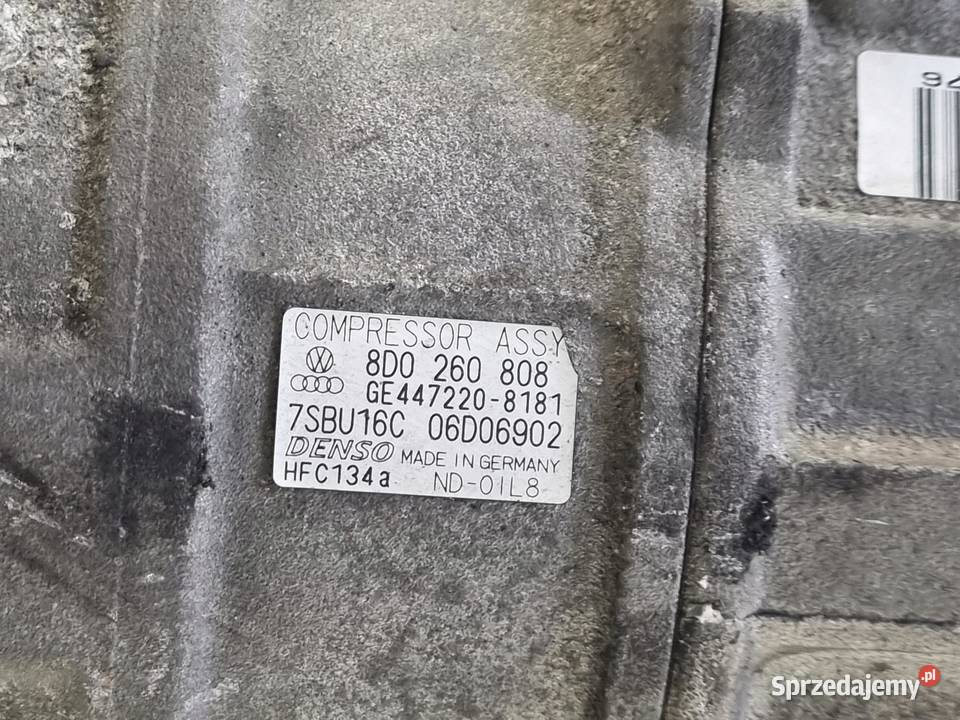 COMPRESSOR ASSY
8D0 260 808
GE447220-8181
7SBU16C 06D06902
DENSO MADE IN GERMANY
HFC134a ND-OIL8
Sprzedajemy.pl